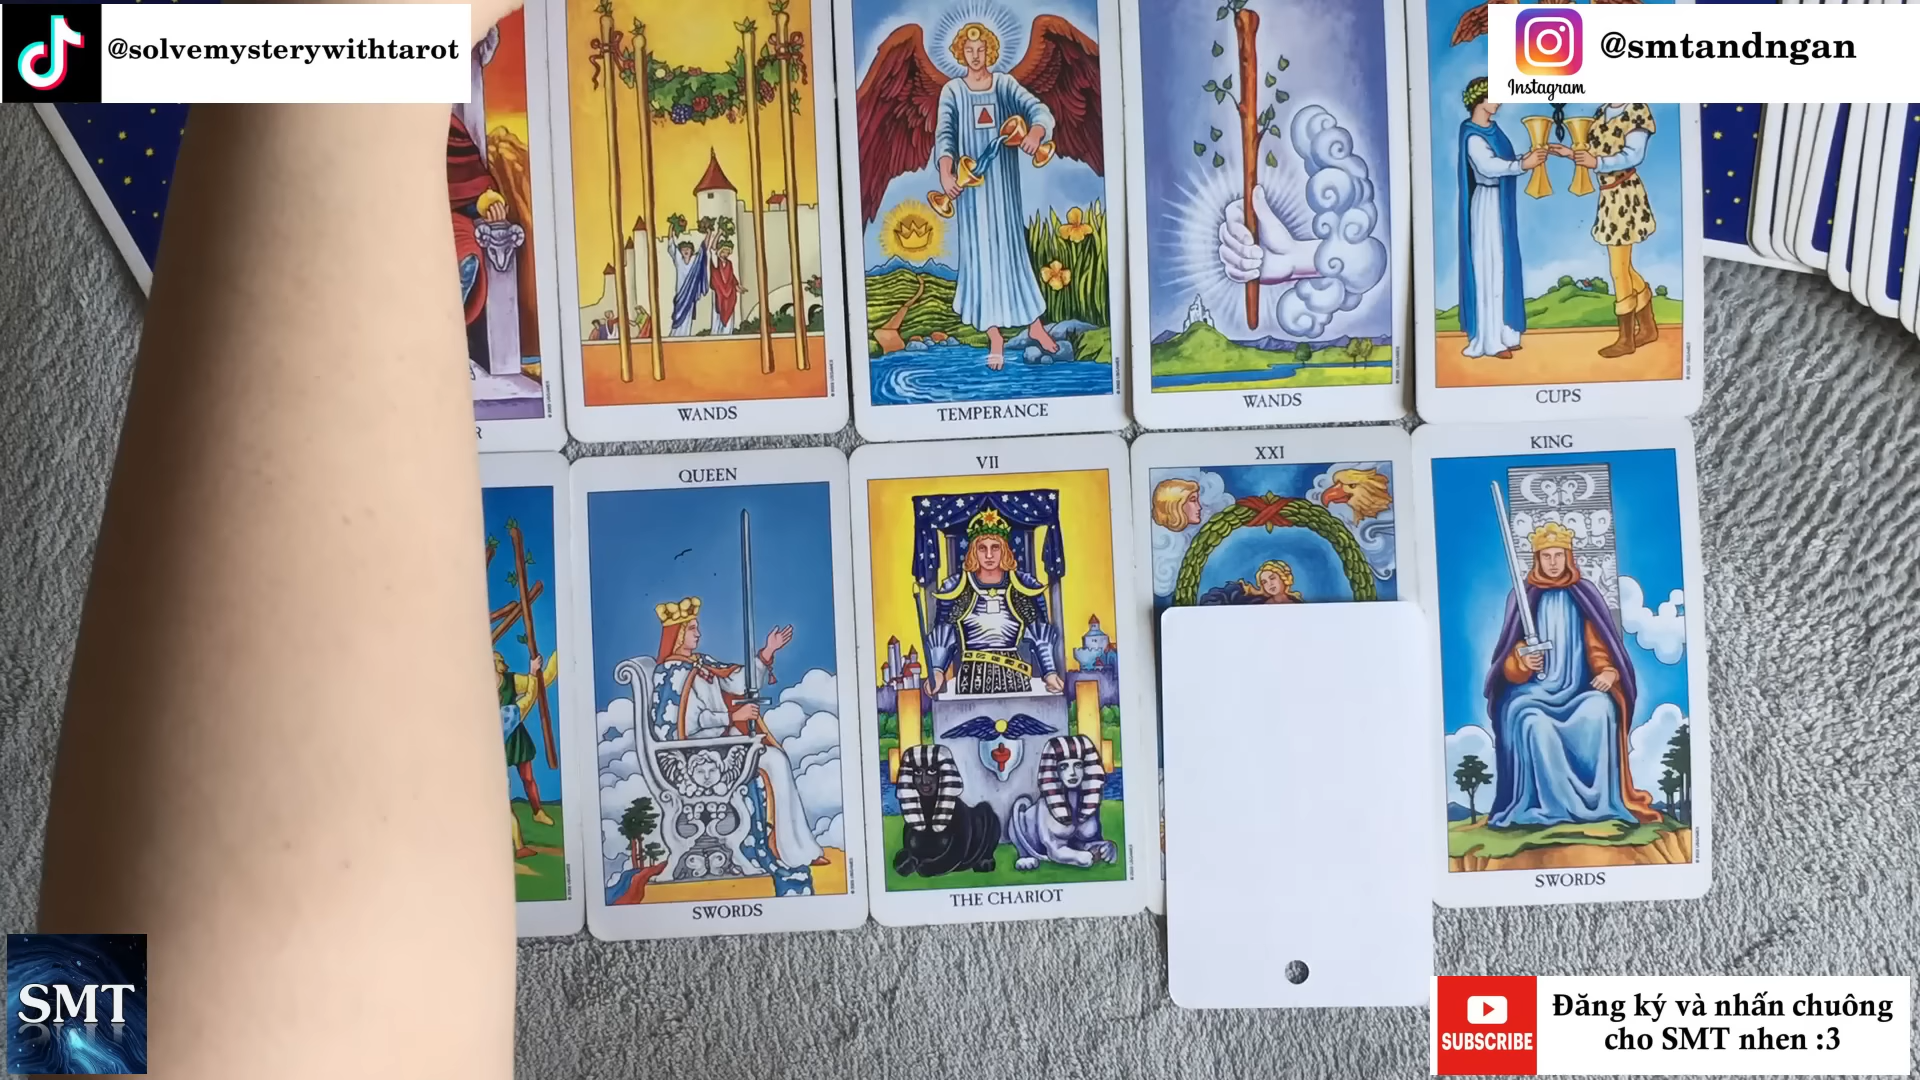 @solvemysterywithtarot
@smtandngan
Instagram
WANDS
TEMPERANCE
WANDS
CUPS
R
QUEEN
VII
XXI
KING
SWORDS
THE CHARIOT
SWORDS
SMT
SUBSCRIBE
Đăng ký và nhấn chuông
cho SMT nhen :3